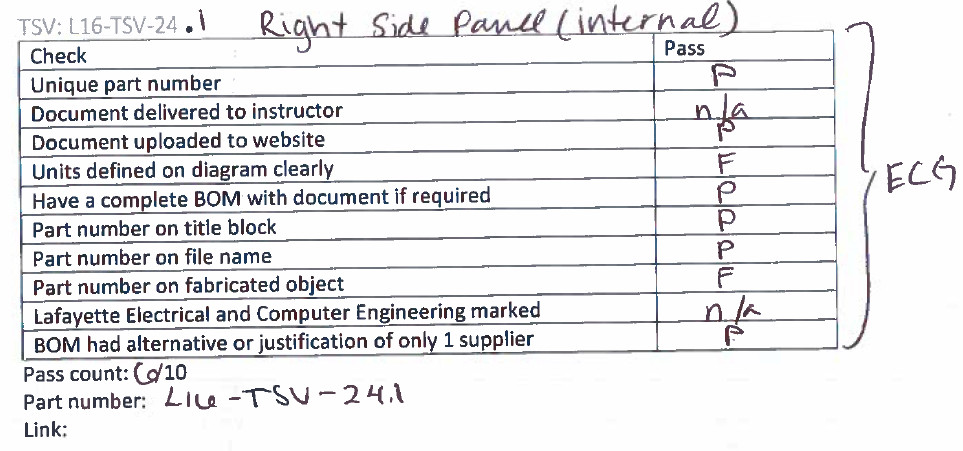 TSV: L16-TSV-24.1 Right Side Panel (internal)
Check Pass
Unique part number P
Document delivered to instructor n/a
Document uploaded to website P
Units defined on diagram clearly F
Have a complete BOM with document if required P
Part number on title block P
Part number on file name P
Part number on fabricated object F
Lafayette Electrical and Computer Engineering marked n/a
BOM had alternative or justification of only 1 supplier P
ECG
Pass count: 6/10
Part number: L16-TSV-24.1
Link: